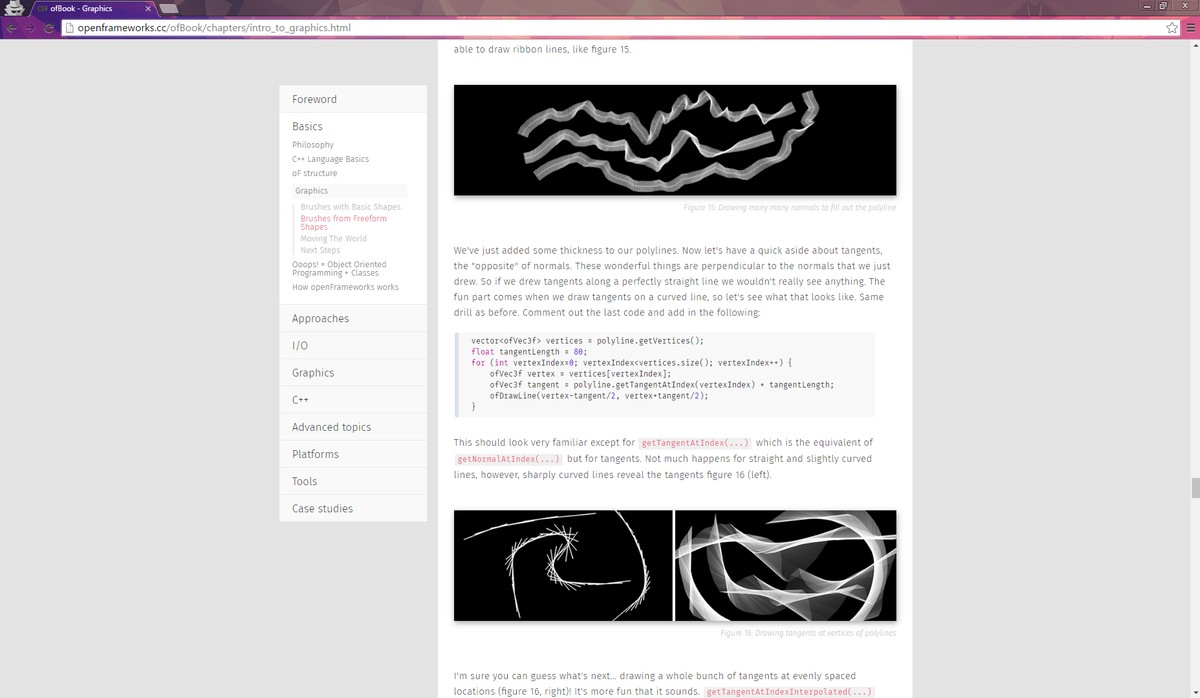 ofBook - Graphics
openframeworks.cc/ofBook/chapters/intro_to_graphics.html
Foreword
Basics
Philosophy
C++ Language Basics
oF structure
Graphics
Brushes with Basic Shapes
Brushes from Freeform
Shapes
Moving The World
Next Steps
Ooops! = Object Oriented
Programming + Classes
How openFrameworks works
Approaches
I/O
Graphics
C++
Advanced topics
Platforms
Tools
Case studies
able to draw ribbon lines, like figure 15.
Figure 15: Drawing many many normals to fill out the polyline
We've just added some thickness to our polylines. Now let's have a quick aside about tangents,
the "opposite" of normals. These wonderful things are perpendicular to the normals that we just
drew. So if we drew tangents along a perfectly straight line we wouldn't really see anything. The
fun part comes when we draw tangents on a curved line, so let's see what that looks like. Same
drill as before. Comment out the last code and add in the following:
vector<ofVec3f> vertices = polyline.getVertices();
float tangentLength = 80;
for (int vertexIndex=0; vertexIndex<vertices.size(); vertexIndex++) {
    ofVec3f vertex = vertices[vertexIndex];
    ofVec3f tangent = polyline.getTangentAtIndex(vertexIndex) * tangentLength;
    ofDrawLine(vertex-tangent/2, vertex+tangent/2);
}
This should look very familiar except for getTangentAtIndex(...) which is the equivalent of
getNormalAtIndex(...) but for tangents. Not much happens for straight and slightly curved
lines, however, sharply curved lines reveal the tangents figure 16 (left).
Figure 16: Drawing tangents at vertices of polylines
I'm sure you can guess what's next... drawing a whole bunch of tangents at evenly spaced
locations (figure 16, right)! It's more fun that it sounds. getTangentAtIndexInterpolated(...)